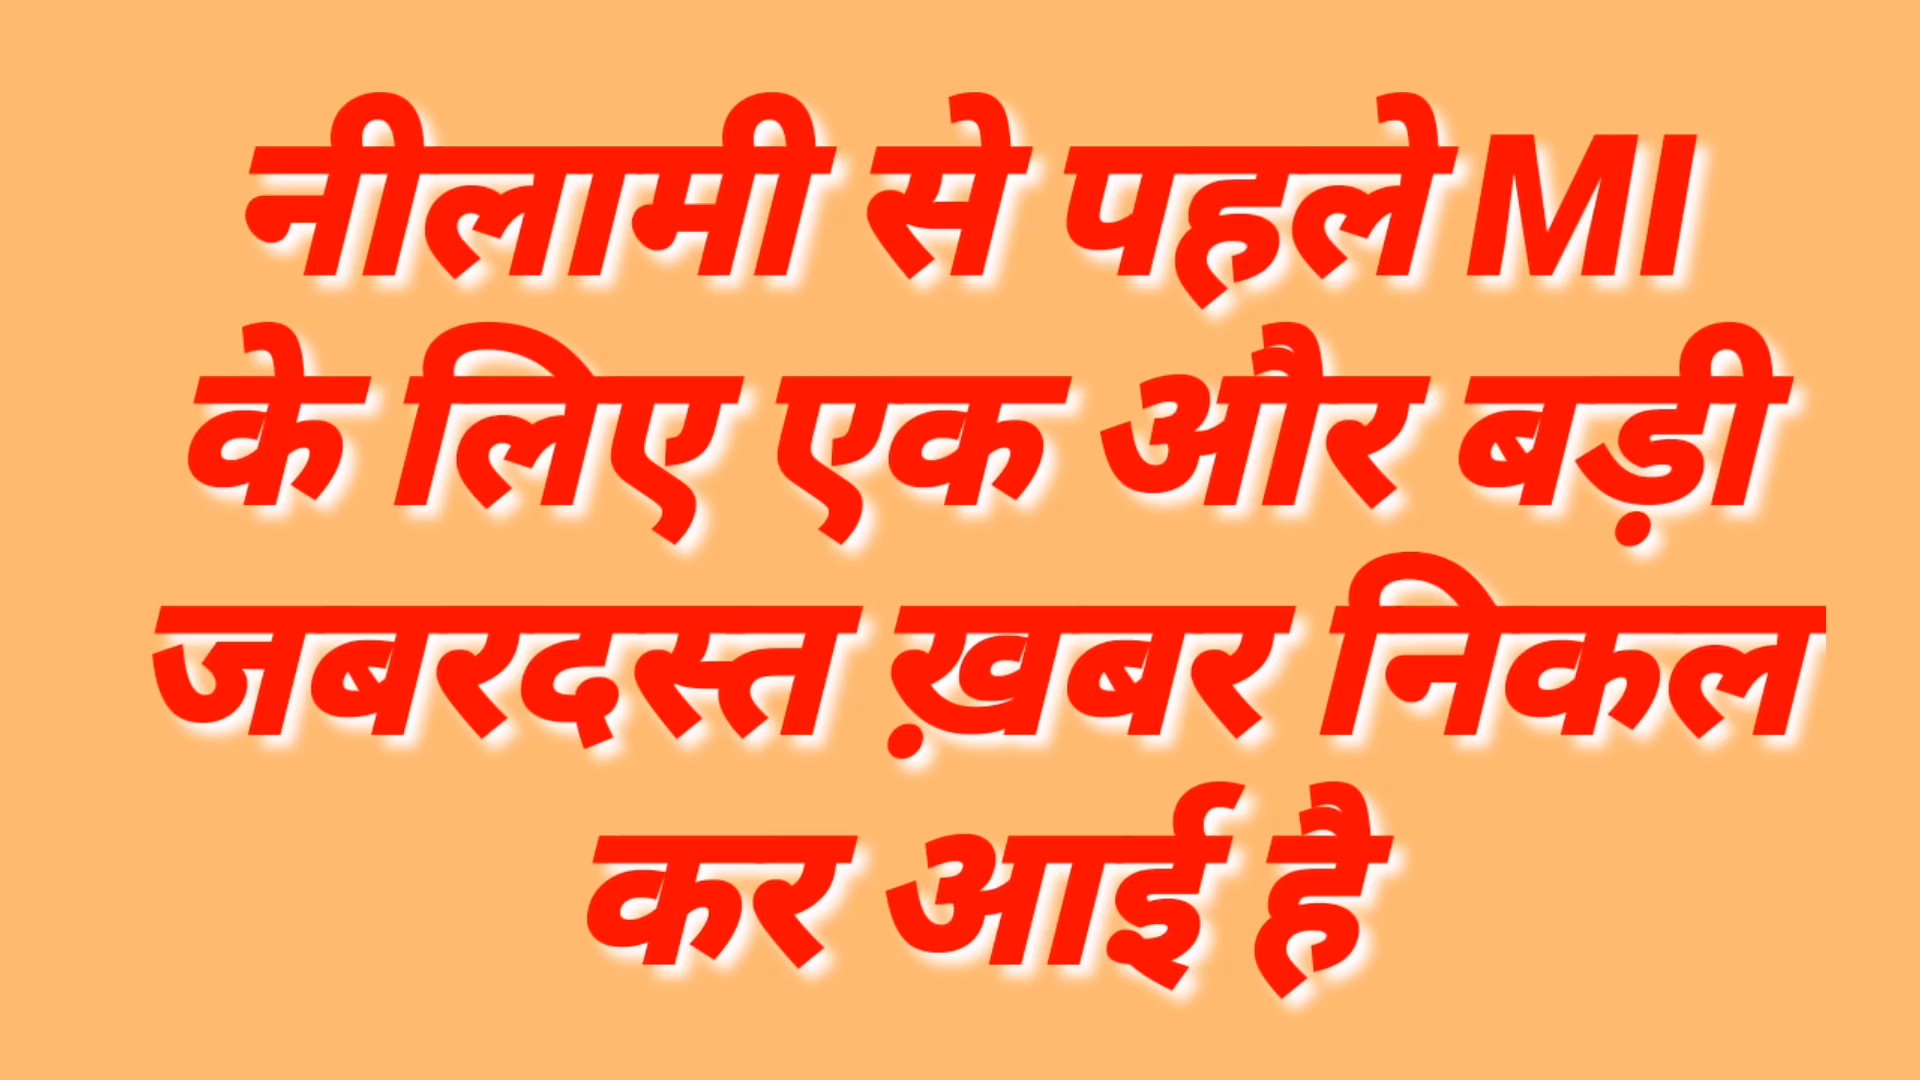 नीलामी से पहले MI
के लिए एक और बड़ी
जबरदस्त ख़बर निकल
कर आई है